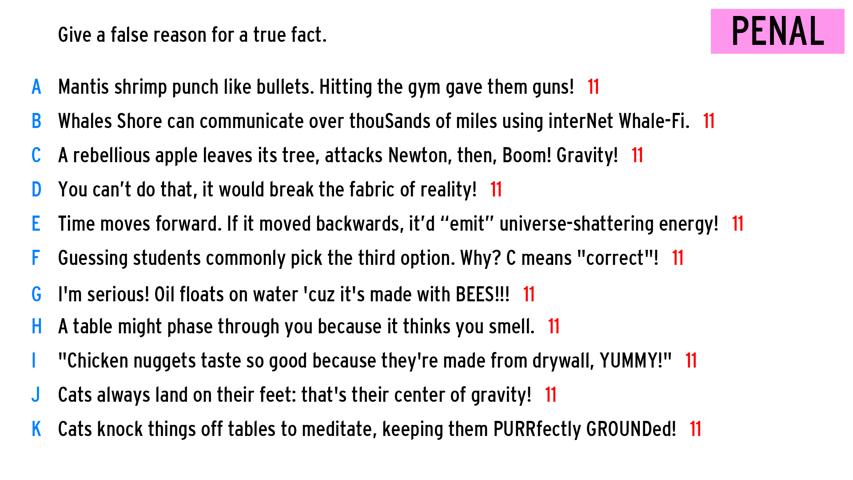 Give a false reason for a true fact.
PENAL
A Mantis shrimp punch like bullets. Hitting the gym gave them guns! 11
B Whales Shore can communicate over thouSands of miles using interNet Whale-Fi. 11
C A rebellious apple leaves its tree, attacks Newton, then, Boom! Gravity! 11
D You can't do that, it would break the fabric of reality! 11
E Time moves forward. If it moved backwards, it'd “emit” universe-shattering energy! 11
F Guessing students commonly pick the third option. Why? C means "correct"! 11
G I'm serious! Oil floats on water 'cuz it's made with BEES!!! 11
H A table might phase through you because it thinks you smell. 11
I "Chicken nuggets taste so good because they're made from drywall, YUMMY!" 11
J Cats always land on their feet: that's their center of gravity! 11
K Cats knock things off tables to meditate, keeping them PURRfectly GROUNDed! 11